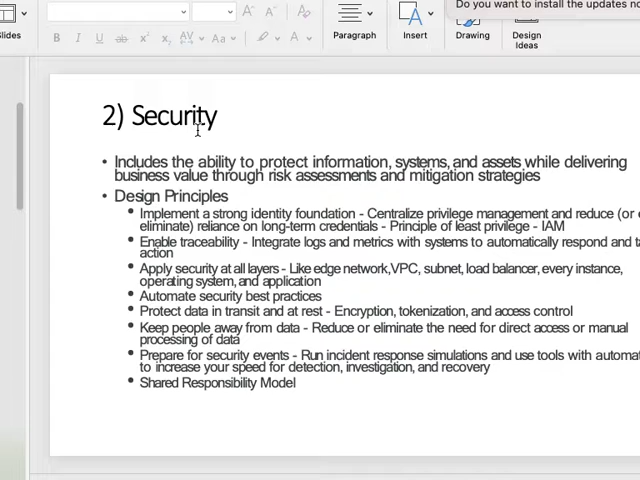 Do you want to install the updates
lides
B I U ab x² x₂ AV Aa A
Paragraph
Insert
Drawing
Design
Ideas
2) Security
• Includes the ability to protect information, systems, and assets while delivering
business value through risk assessments and mitigation strategies
• Design Principles
• Implement a strong identity foundation - Centralize privilege management and reduce (or
eliminate) reliance on long-term credentials - Principle of least privilege - IAM
• Enable traceability - Integrate logs and metrics with systems to automatically respond and
action
• Apply security at all layers - Like edge network,VPC, subnet, load balancer, every instance,
operating system, and application
• Automate security best practices
• Protect data in transit and at rest - Encryption, tokenization, and access control
• Keep people away from data - Reduce or eliminate the need for direct access or manual
processing of data
• Prepare for security events - Run incident response simulations and use tools with automat
to increase your speed for detection, investigation, and recovery
• Shared Responsibility Model